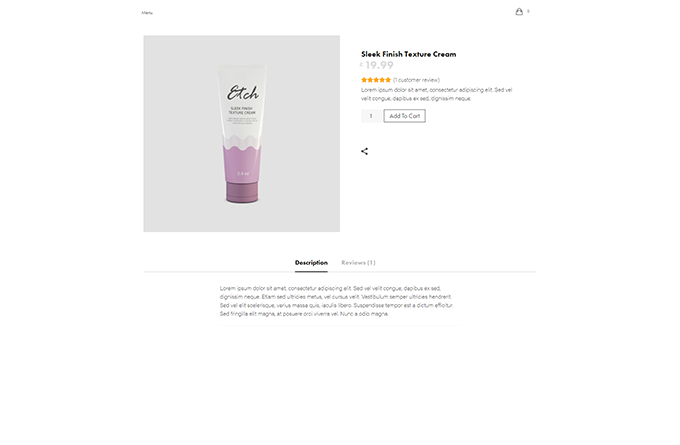 Menu
0
Etch
SLEEK FINISH
TEXTURE CREAM
Sleek Finish Texture Cream
£ 19.99
(1 customer review)
Lorem ipsum dolor sit amet, consectetur adipiscing elit. Sed vel
velit congue, dapibus ex sed, dignissim neque.
1
Add To Cart
Description
Reviews (1)
Lorem ipsum dolor sit amet, consectetur adipiscing elit. Sed vel velit congue, dapibus ex sed,
dignissim neque. Etiam sed ultricies metus, vel cursus velit. Vestibulum semper ultricies hendrerit.
Sed vel elit scelerisque, varius massa quis, iaculis libero. Suspendisse tempor est a dictum efficitur.
Sed fringilla elit magna, at posuere orci viverra vel. Nunc a odio magna.